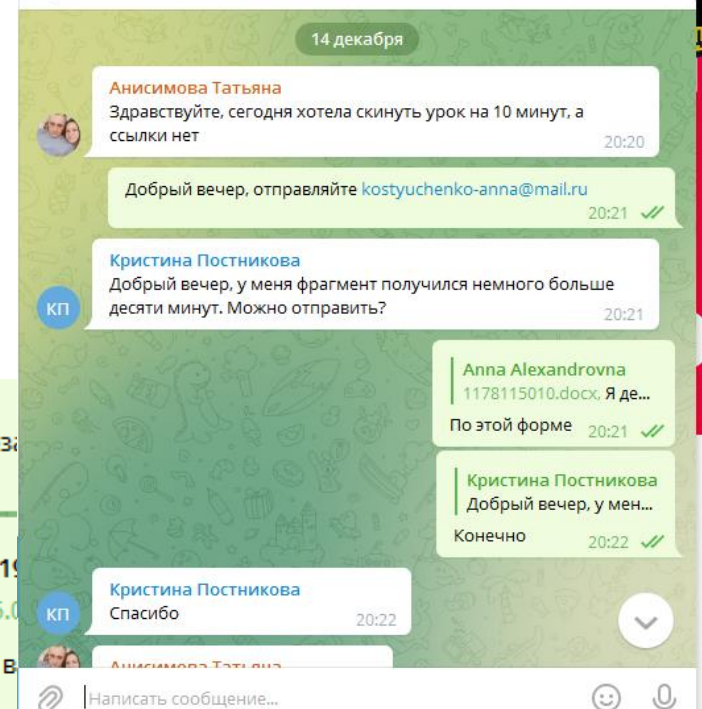 14 декабря
Анисимова Татьяна
Здравствуйте, сегодня хотела скинуть урок на 10 минут, а
ссылки нет
20:20
Добрый вечер, отправляйте kostyuchenko-anna@mail.ru
20:21
Кристина Постникова
Добрый вечер, у меня фрагмент получился немного больше
десяти минут. Можно отправить?
20:21
КП
Anna Alexandrovna
1178115010.docx, Я де...
По этой форме 20:21
Кристина Постникова
Добрый вечер, у мен...
Конечно 20:22
Кристина Постникова
Спасибо
20:22
КП
Анисимова Татьяна
Написать сообщение...